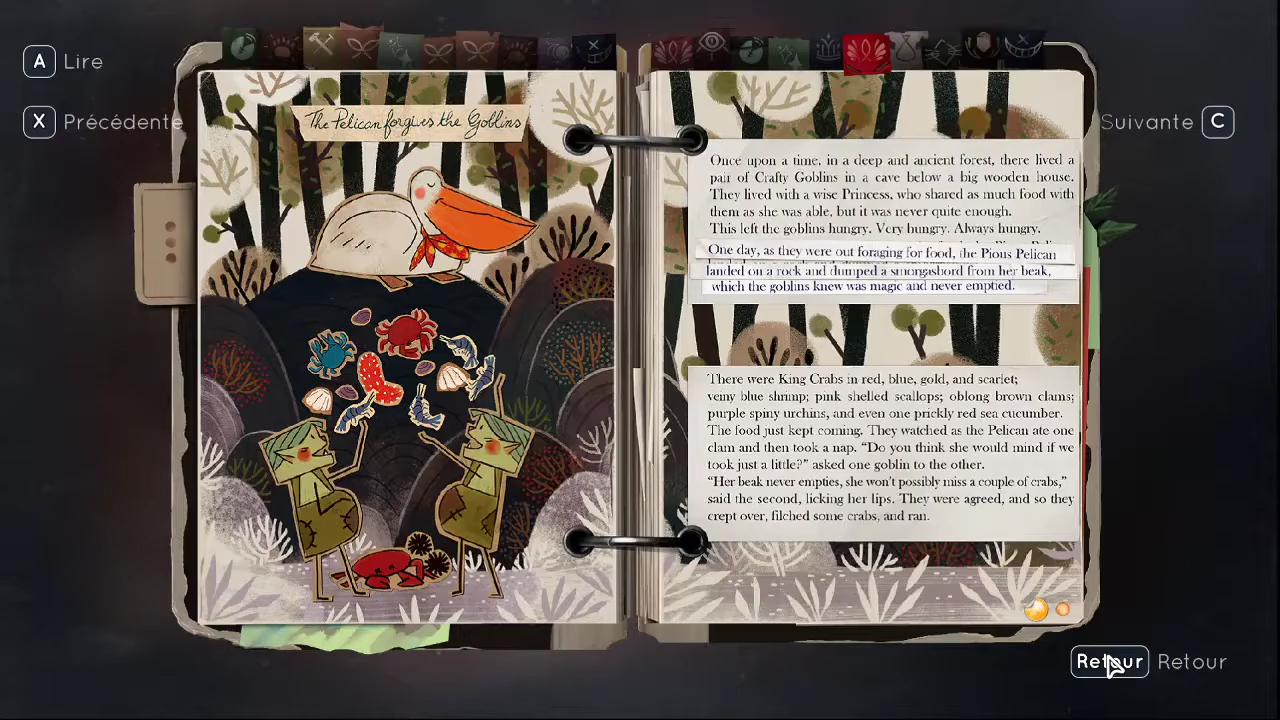 A Lire
X Précédente
Suivante C
The Pelican forgives the Goblins
Once upon a time, in a deep and ancient forest, there lived a
pair of Crafty Goblins in a cave below a big wooden house.
They lived with a wise Princess, who shared as much food with
them as she was able, but it was never quite enough.
This left the goblins hungry. Very hungry. Always hungry.
One day, as they were out foraging for food, the Pious Pelican
landed on a rock and dumped a smorgasbord from her beak,
which the goblins knew was magic and never emptied.
There were King Crabs in red, blue, gold, and scarlet;
veiny blue shrimp; pink shelled scallops; oblong brown clams;
purple spiny urchins, and even one prickly red sea cucumber.
The food just kept coming. They watched as the Pelican ate one
clam and then took a nap. “Do you think she would mind if we
took just a little?” asked one goblin to the other.
“Her beak never empties, she won't possibly miss a couple of crabs,”
said the second, licking her lips. They were agreed, and so they
crept over, filched some crabs, and ran.
Retour Retour